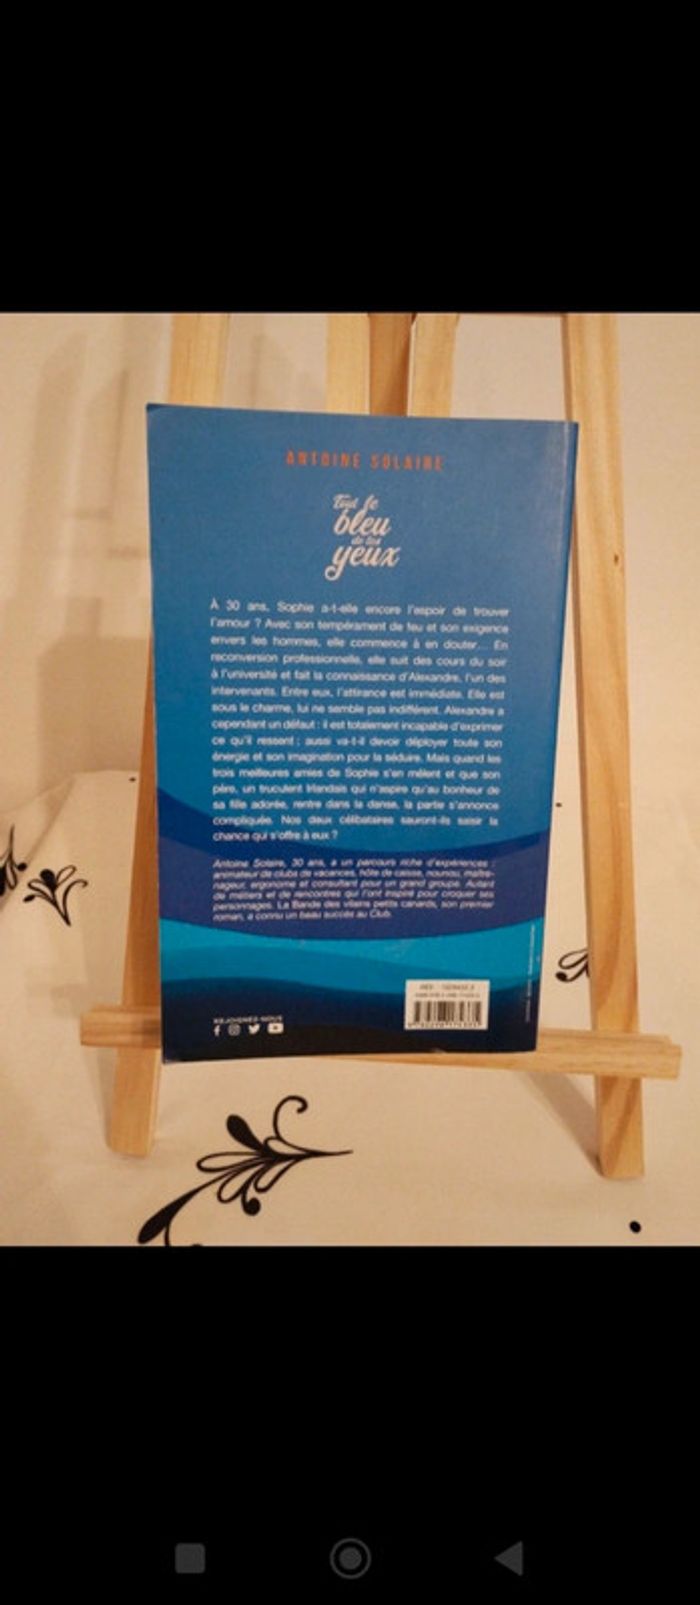 ANTOINE SOLAIRE
Tout le
bleu
de tes
yeux
À 30 ans, Sophie a-t-elle encore l'espoir de trouver
l'amour ? Avec son tempérament de feu et son exigence
envers les hommes, elle commence à en douter... En
reconversion professionnelle, elle suit des cours du soir
à l'université et fait la connaissance d'Alexandre, l'un des
intervenants. Entre eux, l'attirance est immédiate. Elle est
sous le charme, lui ne semble pas indifférent. Alexandre a
cependant un défaut : il est totalement incapable d'exprimer
ce qu'il ressent ; aussi va-t-il devoir déployer toute son
énergie et son imagination pour la séduire. Mais quand les
trois meilleures amies de Sophie s'en mêlent et que son
père, un truculent Irlandais qui n'aspire qu'au bonheur de
sa fille adorée, rentre dans la danse, la partie s'annonce
compliquée. Nos deux célibataires sauront-ils saisir la
chance qui s'offre à eux ?
Antoine Solaire, 30 ans, a un parcours riche d'expériences :
animateur de clubs de vacances, hôte de caisse, nounou, maître-
nageur, ergonome et consultant pour un grand groupe. Autant
de métiers et de rencontres qui l'ont inspiré pour croquer ses
personnages. La Bande des vilains petits canards, son premier
roman, a connu un beau succès au Club.
REJOIGNEZ-NOUS